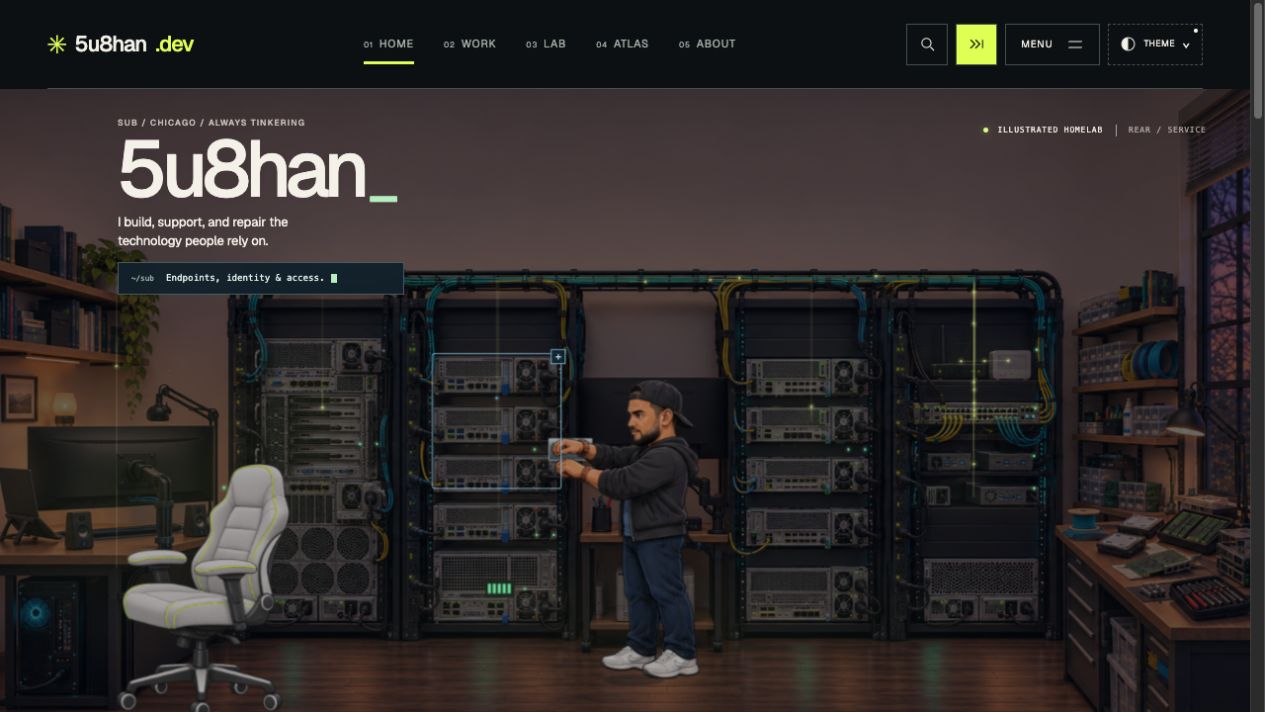 5u8han .dev
01 HOME
02 WORK
03 LAB
04 ATLAS
05 ABOUT
MENU
THEME
SUB / CHICAGO / ALWAYS TINKERING
ILLUSTRATED HOMELAB | REAR / SERVICE
5u8han_
I build, support, and repair the
technology people rely on.
~/sub Endpoints, identity & access.